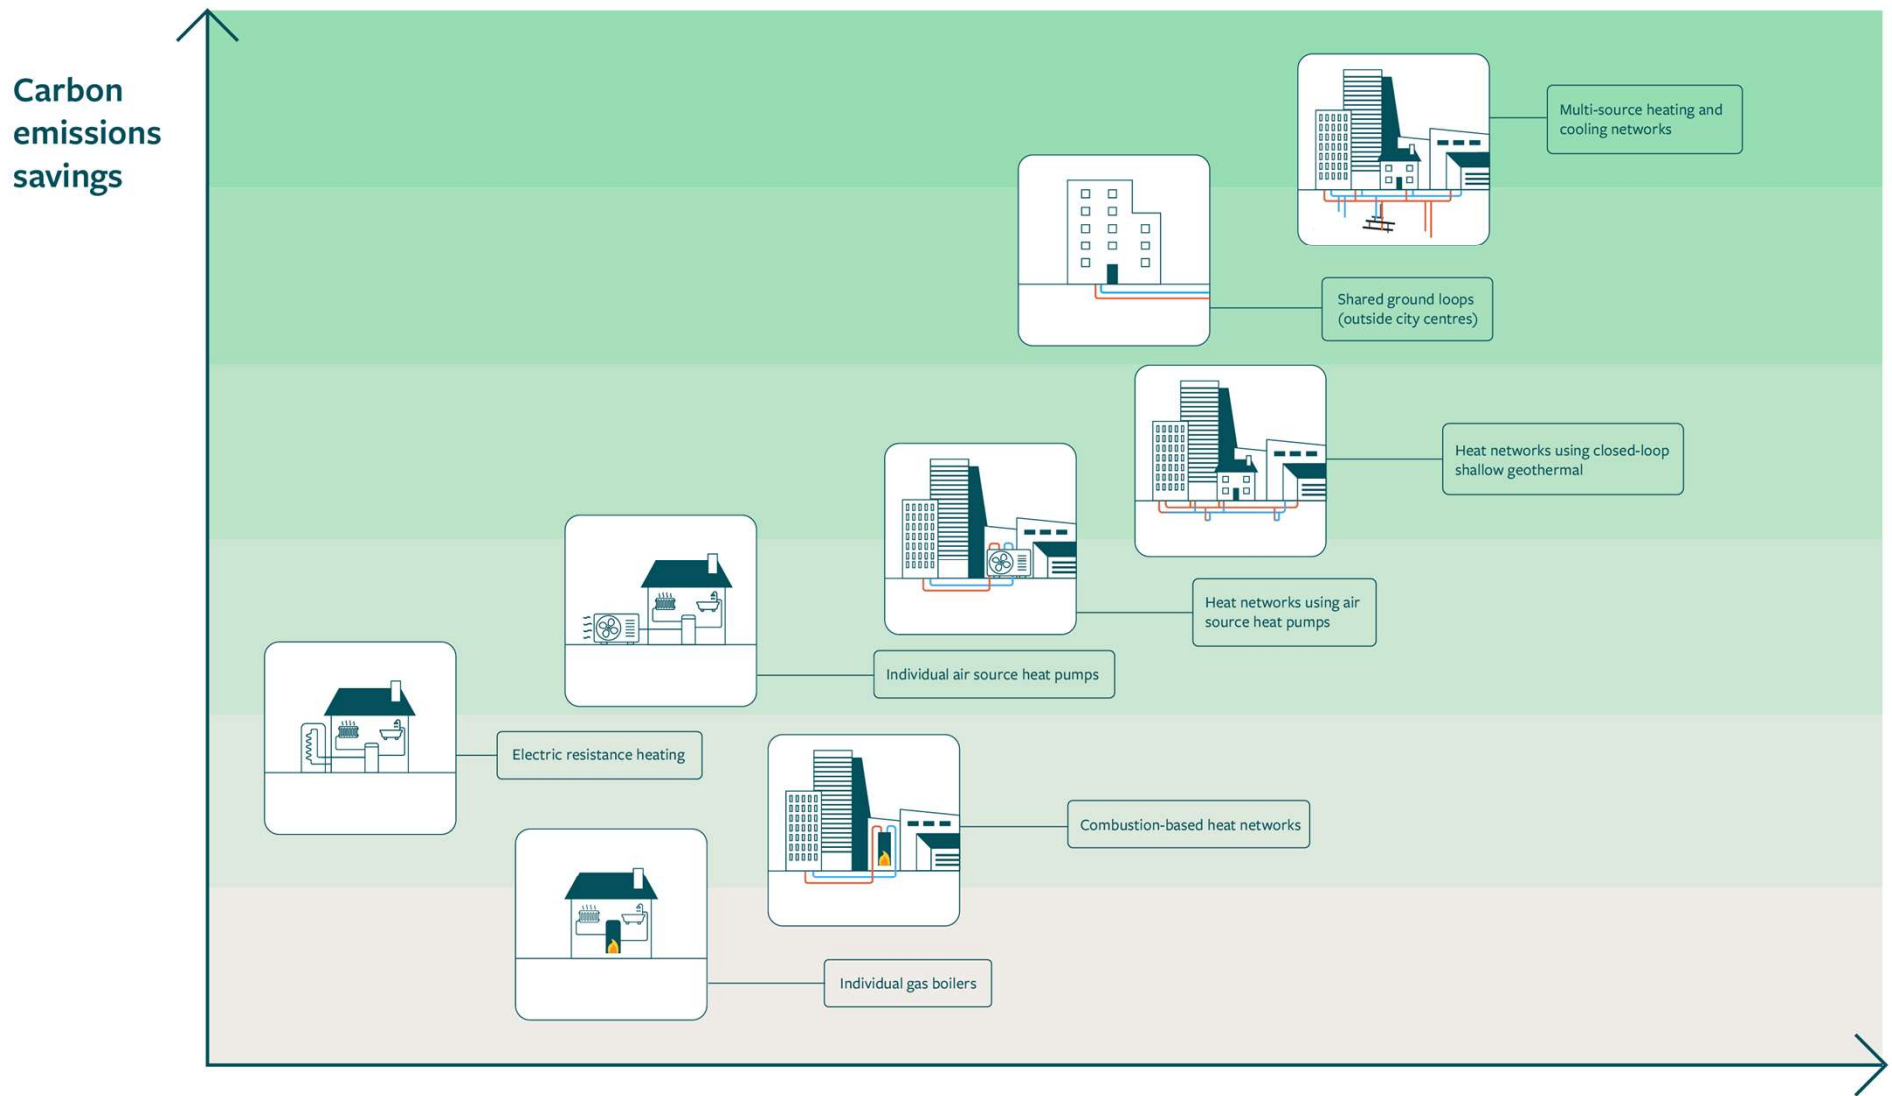 Carbon
emissions
savings
Multi-source heating and
cooling networks
Shared ground loops
(outside city centres)
Heat networks using closed-loop
shallow geothermal
Heat networks using air
source heat pumps
Individual air source heat pumps
Electric resistance heating
Combustion-based heat networks
Individual gas boilers